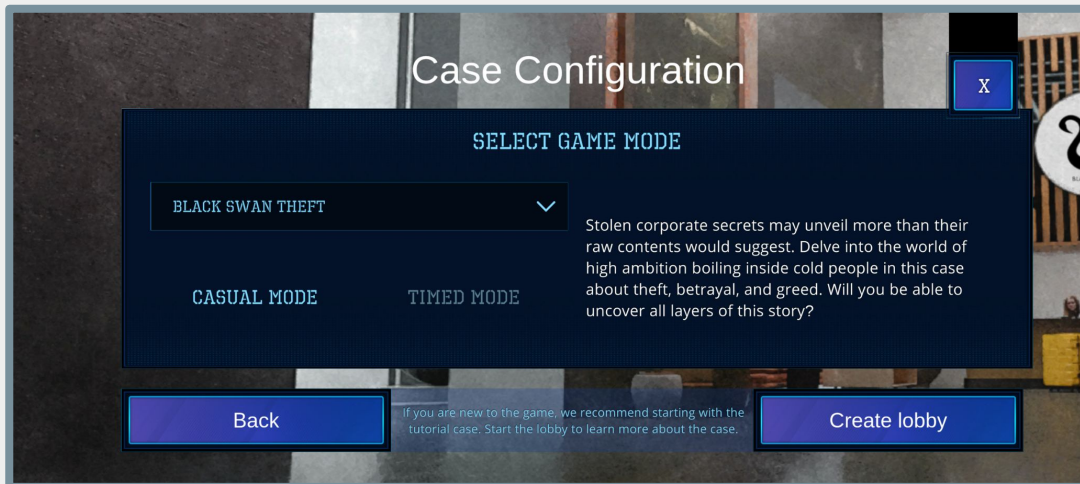 Case Configuration
X
SELECT GAME MODE
BLACK SWAN THEFT
Stolen corporate secrets may unveil more than their
raw contents would suggest. Delve into the world of
high ambition boiling inside cold people in this case
about theft, betrayal, and greed. Will you be able to
uncover all layers of this story?
CASUAL MODE
TIMED MODE
Back
If you are new to the game, we recommend starting with the
tutorial case. Start the lobby to learn more about the case.
Create lobby